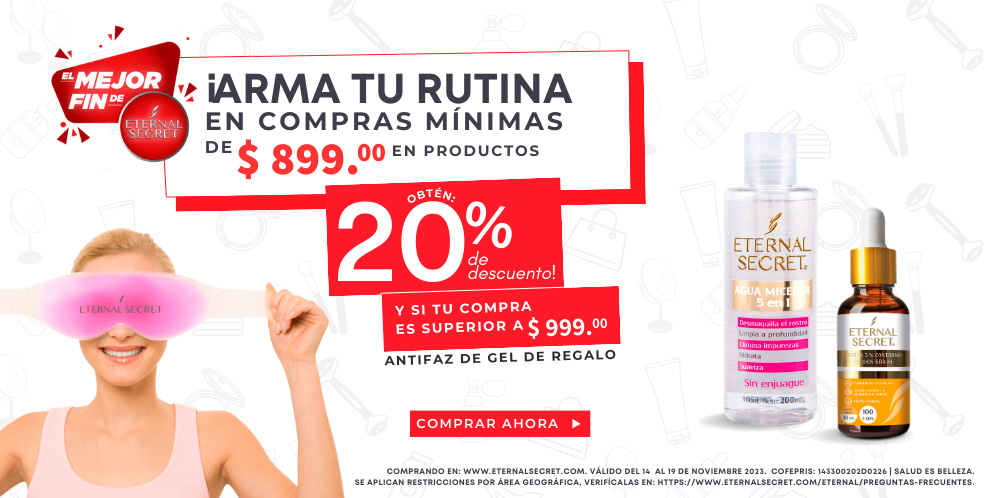 EL MEJOR
FIN DE
ETERNAL
SECRET
¡ARMA TU RUTINA
EN COMPRAS MÍNIMAS
DE $ 899.00 EN PRODUCTOS
OBTÉN:
20%
de
descuento!
Y SI TU COMPRA
ES SUPERIOR A $ 999.00
ANTIFAZ DE GEL DE REGALO
COMPRAR AHORA
ETERNAL SECRET
ETERNAL
SECRET
AGUA MICELAR
5 en 1
Desmaquilla el rostro
Limpia a profundidad
Elimina impurezas
Hidrata
Suaviza
Sin enjuague
Cont. Neto: 200ml
ETERNAL
SECRET
100
COMPRANDO EN: WWW.ETERNALSECRET.COM. VÁLIDO DEL 14 AL 19 DE NOVIEMBRE 2023. COFEPRIS: 143300202D0226 | SALUD ES BELLEZA.
SE APLICAN RESTRICCIONES POR ÁREA GEOGRÁFICA, VERIFÍCALAS EN: HTTPS://WWW.ETERNALSECRET.COM/ETERNAL/PREGUNTAS-FRECUENTES.